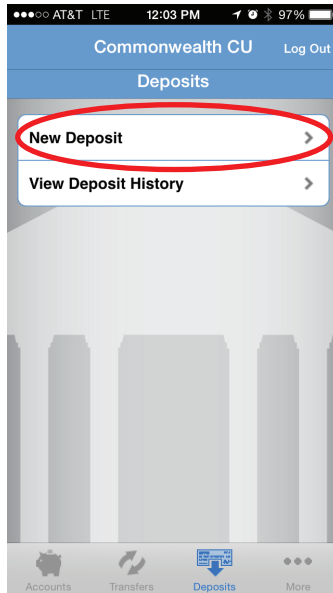 ●●●○○ AT&T LTE 12:03 PM 97%
Commonwealth CU Log Out
Deposits
New Deposit >
View Deposit History >
Accounts Transfers Deposits More